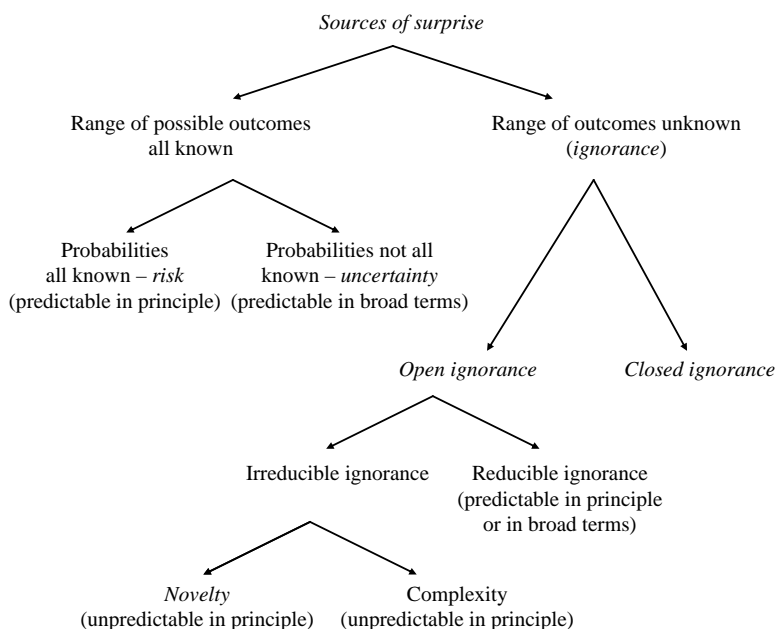 Sources of surprise
Range of possible outcomes
all known
Range of outcomes unknown
(ignorance)
Probabilities
all known – risk
(predictable in principle)
Probabilities not all
known – uncertainty
(predictable in broad terms)
Open ignorance
Closed ignorance
Irreducible ignorance
Reducible ignorance
(predictable in principle
or in broad terms)
Novelty
(unpredictable in principle)
Complexity
(unpredictable in principle)